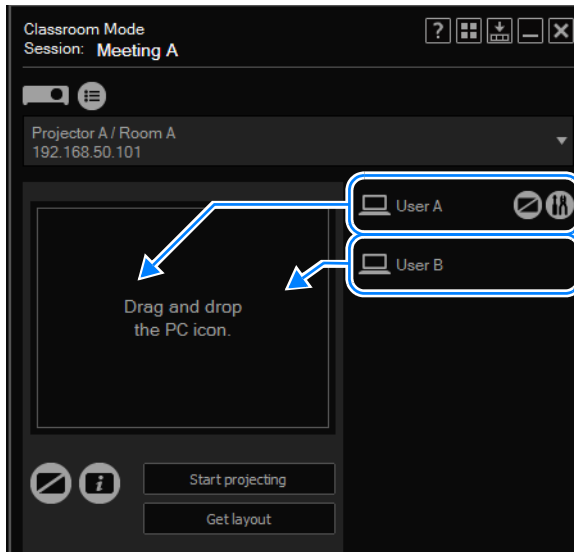 Classroom Mode
Session: Meeting A
Projector A / Room A
192.168.50.101
User A
User B
Drag and drop
the PC icon.
Start projecting
Get layout